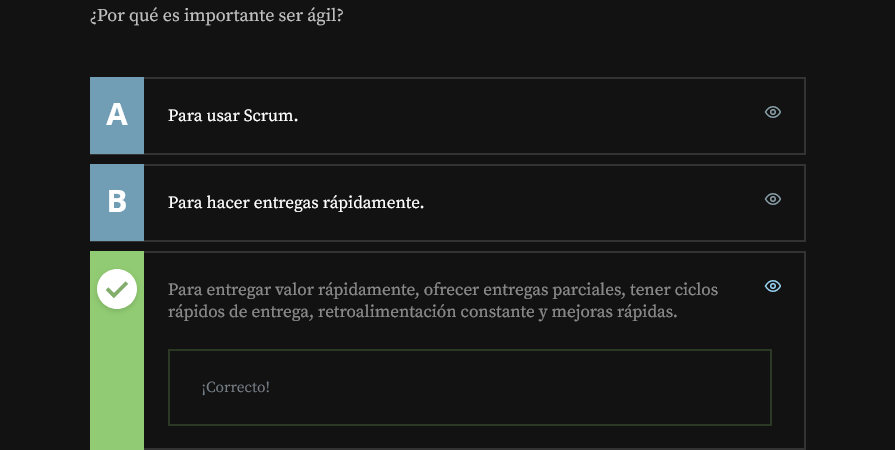 ¿Por qué es importante ser ágil?
A
Para usar Scrum.
B
Para hacer entregas rápidamente.
Para entregar valor rápidamente, ofrecer entregas parciales, tener ciclos
rápidos de entrega, retroalimentación constante y mejoras rápidas.
¡Correcto!